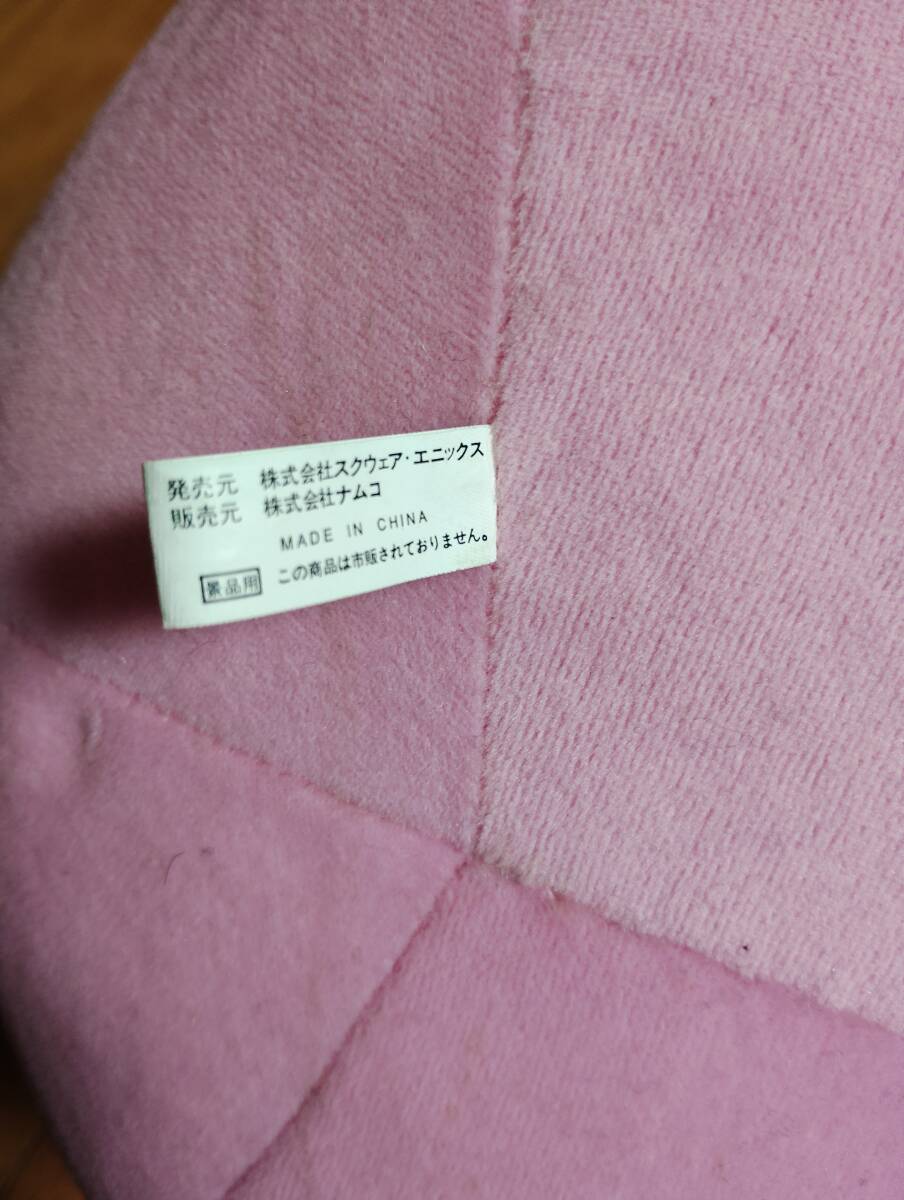 発売元 株式会社スクウェア・エニックス
販売元 株式会社ナムコ
MADE IN CHINA
景品用 この商品は市販されておりません。